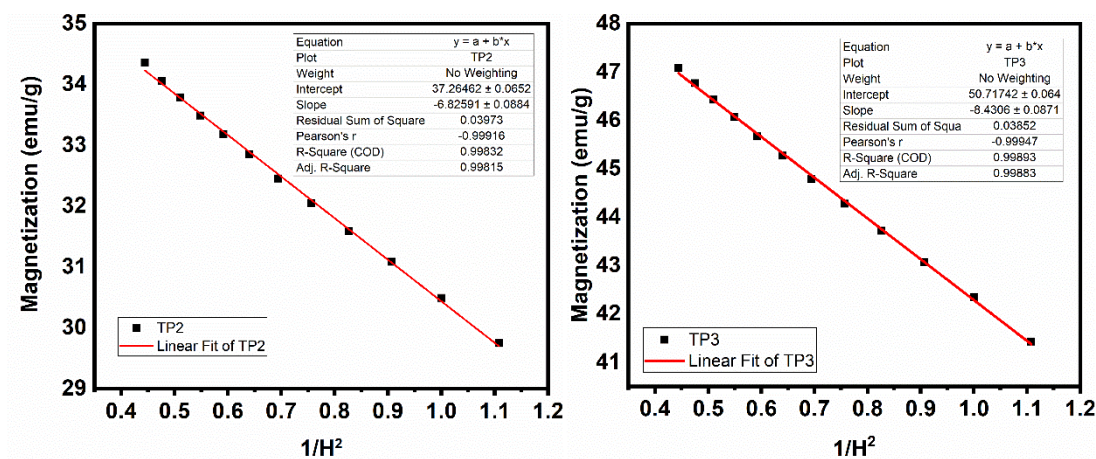 Magnetization (emu/g)
35
34
33
32
31
30
29
Equation y = a + b*x
Plot TP2
Weight No Weighting
Intercept 37.26462 ± 0.0652
Slope -6.82591 ± 0.0884
Residual Sum of Square 0.03973
Pearson's r -0.99916
R-Square (COD) 0.99832
Adj. R-Square 0.99815
TP2
Linear Fit of TP2
0.4 0.5 0.6 0.7 0.8 0.9 1.0 1.1 1.2
1/H²
Magnetization (emu/g)
48
47
46
45
44
43
42
41
Equation y = a + b*x
Plot TP3
Weight No Weighting
Intercept 50.71742 ± 0.064
Slope -8.4306 ± 0.0871
Residual Sum of Squa 0.03852
Pearson's r -0.99947
R-Square (COD) 0.99893
Adj. R-Square 0.99883
TP3
Linear Fit of TP3
0.4 0.5 0.6 0.7 0.8 0.9 1.0 1.1 1.2
1/H²